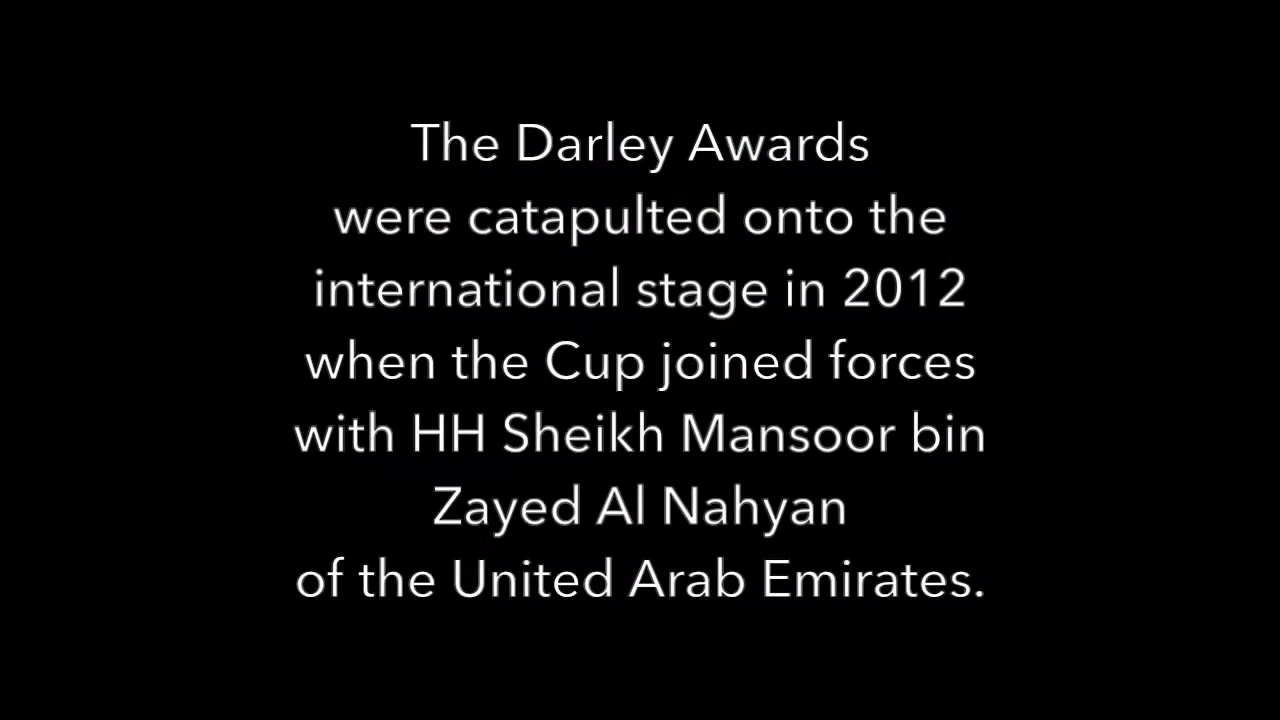 The Darley Awards
were catapulted onto the
international stage in 2012
when the Cup joined forces
with HH Sheikh Mansoor bin
Zayed Al Nahyan
of the United Arab Emirates.